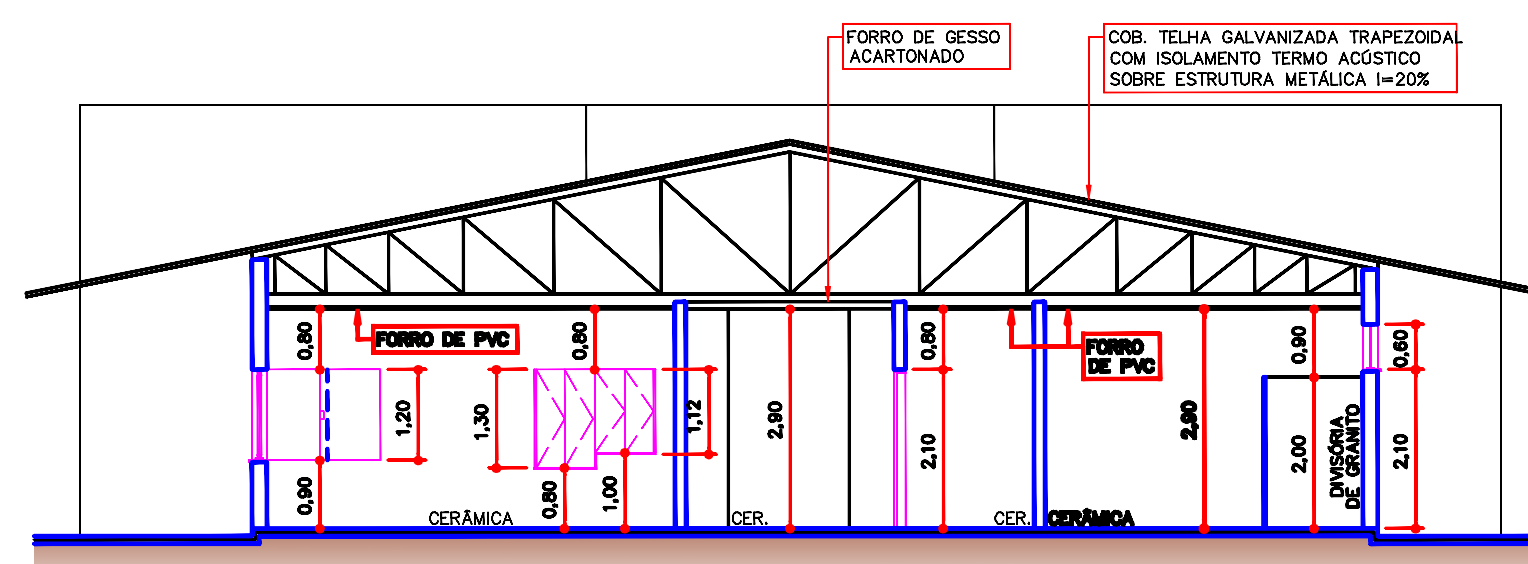 FORRO DE GESSO
ACARTONADO
COB. TELHA GALVANIZADA TRAPEZOIDAL
COM ISOLAMENTO TERMO ACÚSTICO
SOBRE ESTRUTURA METÁLICA I=20%
0,80
FORRO DE PVC
0,80
0,80
FORRO
DE PVC
0,90
0,60
1,20
1,30
1,12
2,90
2,10
2,90
2,00
DIVISÓRIA
DE GRANITO
2,10
0,90
0,80
1,00
CERÂMICA
CER.
CER.
CERÂMICA